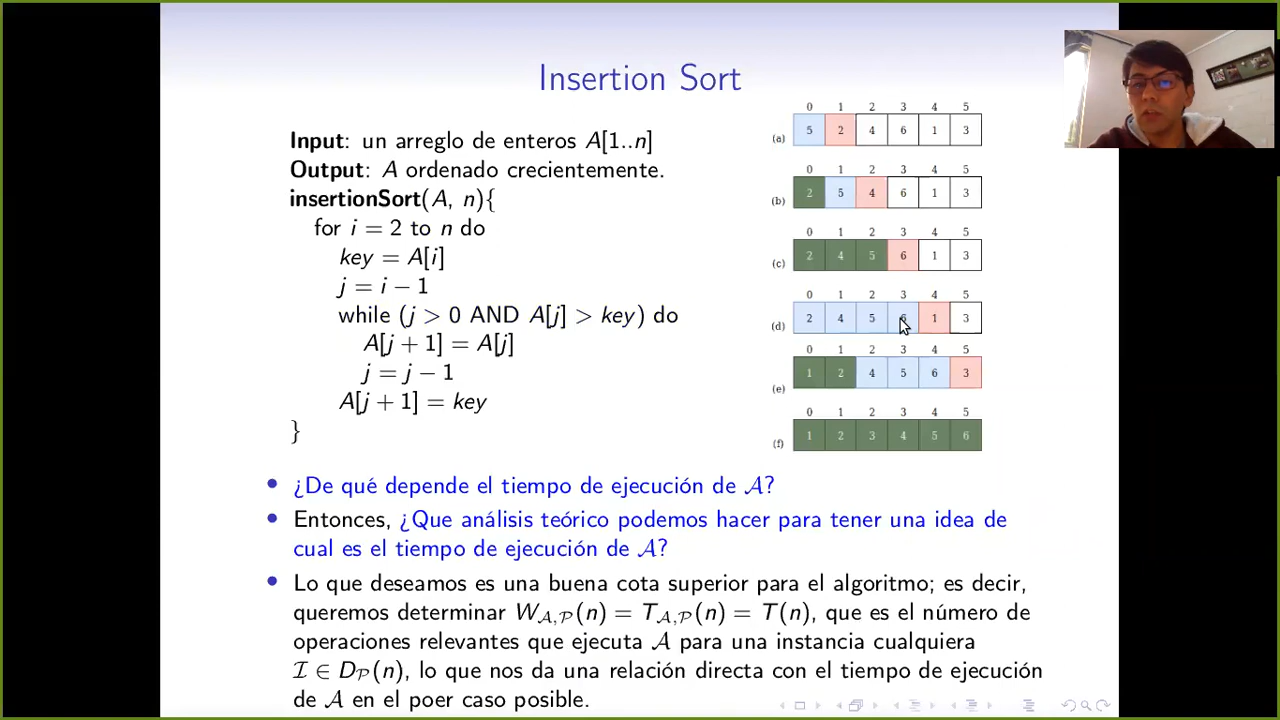 Insertion Sort
Input: un arreglo de enteros A[1..n]
Output: A ordenado crecientemente.
insertionSort(A, n){
for i = 2 to n do
key = A[i]
j = i − 1
while (j > 0 AND A[j] > key) do
A[j + 1] = A[j]
j = j − 1
A[j + 1] = key
}
0 1 2 3 4 5
(a) 5 2 4 6 1 3
0 1 2 3 4 5
(b) 2 5 4 6 1 3
0 1 2 3 4 5
(c) 2 4 5 6 1 3
0 1 2 3 4 5
(d) 2 4 5 6 1 3
0 1 2 3 4 5
(e) 1 2 4 5 6 3
0 1 2 3 4 5
(f) 1 2 3 4 5 6
• ¿De qué depende el tiempo de ejecución de 𝒜?
• Entonces, ¿Que análisis teórico podemos hacer para tener una idea de
cual es el tiempo de ejecución de 𝒜?
• Lo que deseamos es una buena cota superior para el algoritmo; es decir,
queremos determinar W𝒜,𝒫(n) = T𝒜,𝒫(n) = T(n), que es el número de
operaciones relevantes que ejecuta 𝒜 para una instancia cualquiera
ℐ ∈ D𝒫(n), lo que nos da una relación directa con el tiempo de ejecución
de 𝒜 en el poer caso posible.